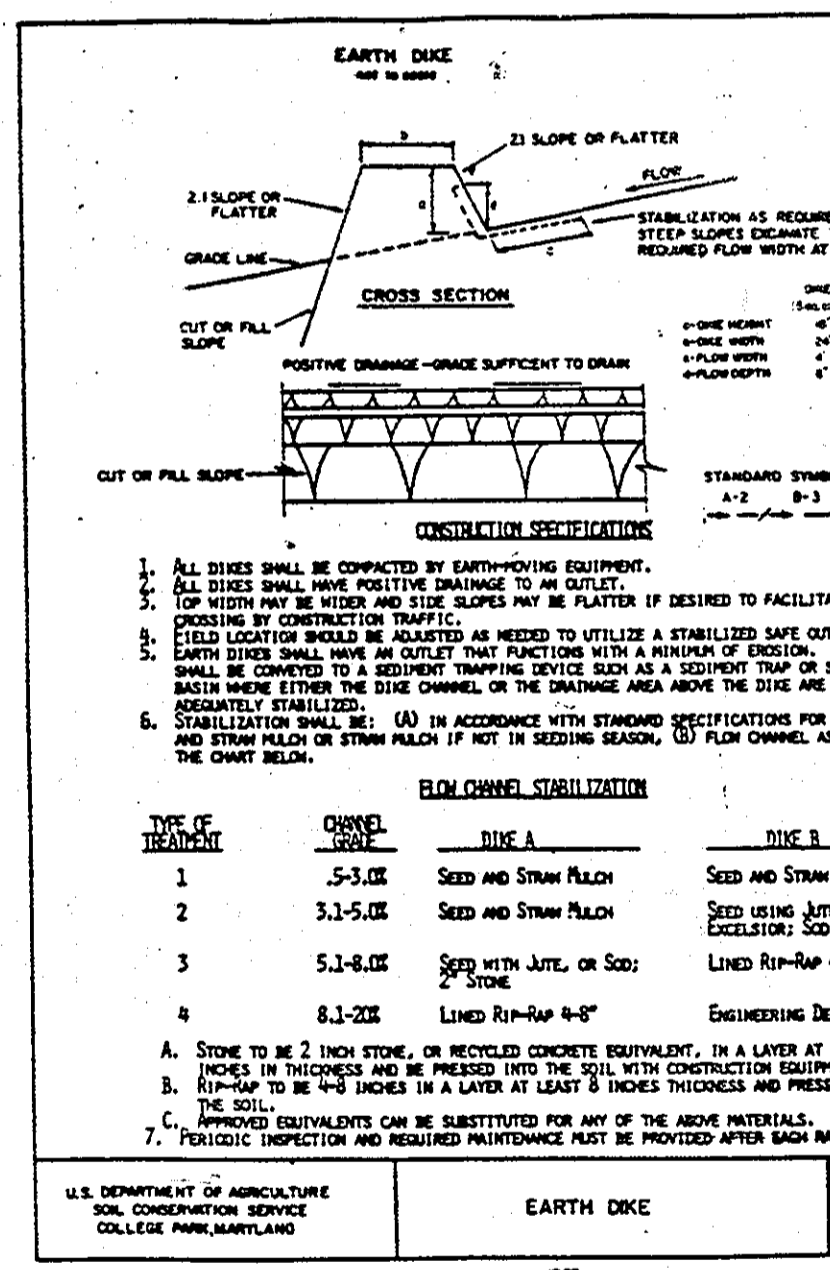 EARTH DIKE
NOT TO SCALE
b
2:1 SLOPE OR FLATTER
FLOW
2:1 SLOPE OR
FLATTER
a
STABILIZATION AS REQUIRE
STEEP SLOPES EXCAVATE
REQUIRED FLOW WIDTH AT
GRADE LINE
c
CROSS SECTION
CUT OR FILL
SLOPE
DIKE HEIGHT
DIKE WIDTH
c-FLOW WIDTH 4'
d-FLOW DEPTH 8"
POSITIVE DRAINAGE-GRADE SUFFICENT TO DRAIN
CUT OR FILL SLOPE
STANDARD SYMB
A-2 B-3
CONSTRUCTION SPECIFICATIONS
1. ALL DIKES SHALL BE COMPACTED BY EARTH-MOVING EQUIPMENT.
2. ALL DIKES SHALL HAVE POSITIVE DRAINAGE TO AN OUTLET.
3. TOP WIDTH MAY BE WIDER AND SIDE SLOPES MAY BE FLATTER IF DESIRED TO FACILITA
CROSSING BY CONSTRUCTION TRAFFIC.
4. FIELD LOCATION SHOULD BE ADJUSTED AS NEEDED TO UTILIZE A STABILIZED SAFE OUT
5. EARTH DIKES SHALL HAVE AN OUTLET THAT FUNCTIONS WITH A MINIMUM OF EROSION.
SHALL BE CONVEYED TO A SEDIMENT TRAPPING DEVICE SUCH AS A SEDIMENT TRAP OR S
BASIN WHERE EITHER THE DIKE CHANNEL OR THE DRAINAGE AREA ABOVE THE DIKE ARE
ADEQUATELY STABILIZED.
6. STABILIZATION SHALL BE: (A) IN ACCORDANCE WITH STANDARD SPECIFICATIONS FOR
AND STRAW MULCH OR STRAW MULCH IF NOT IN SEEDING SEASON, (B) FLOW CHANNEL AS
THE CHART BELOW.
FLOW CHANNEL STABILIZATION
TYPE OF TREATMENT CHANNEL GRADE DIKE A DIKE B
1 .5-3.0% SEED AND STRAW MULCH SEED AND STRAW
2 3.1-5.0% SEED AND STRAW MULCH SEED USING JUT
EXCELSIOR; SOD
3 5.1-8.0% SEED WITH JUTE, OR SOD; LINED RIP-RAP
2" STONE
4 8.1-20% LINED RIP-RAP 4-8" ENGINEERING DE
A. STONE TO BE 2 INCH STONE, OR RECYCLED CONCRETE EQUIVALENT, IN A LAYER AT
INCHES IN THICKNESS AND BE PRESSED INTO THE SOIL WITH CONSTRUCTION EQUIPM
B. RIP-RAP TO BE 4-8 INCHES IN A LAYER AT LEAST 8 INCHES THICKNESS AND PRESS
THE SOIL.
C. APPROVED EQUIVALENTS CAN BE SUBSTITUTED FOR ANY OF THE ABOVE MATERIALS.
7. PERIODIC INSPECTION AND REQUIRED MAINTENANCE MUST BE PROVIDED AFTER EACH RA
U.S. DEPARTMENT OF AGRICULTURE
SOIL CONSERVATION SERVICE
COLLEGE PARK, MARYLAND
EARTH DIKE